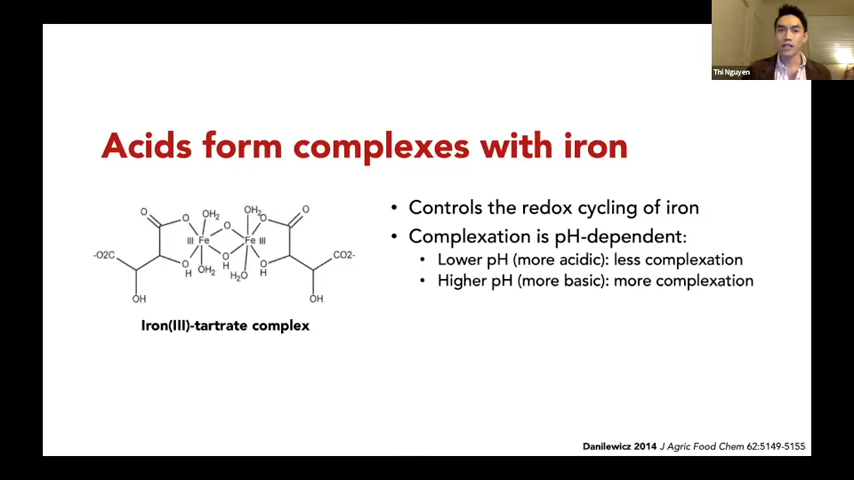 Thi Nguyen
Acids form complexes with iron
O
O
OH₂
OH₂
O
O
O
III
Fe
Fe
III
-O2C
O
H
OH₂
O
H
H₂O
O
H
CO2-
OH
OH
Iron(III)-tartrate complex
• Controls the redox cycling of iron
• Complexation is pH-dependent:
• Lower pH (more acidic): less complexation
• Higher pH (more basic): more complexation
Danilewicz 2014 J Agric Food Chem 62:5149-5155